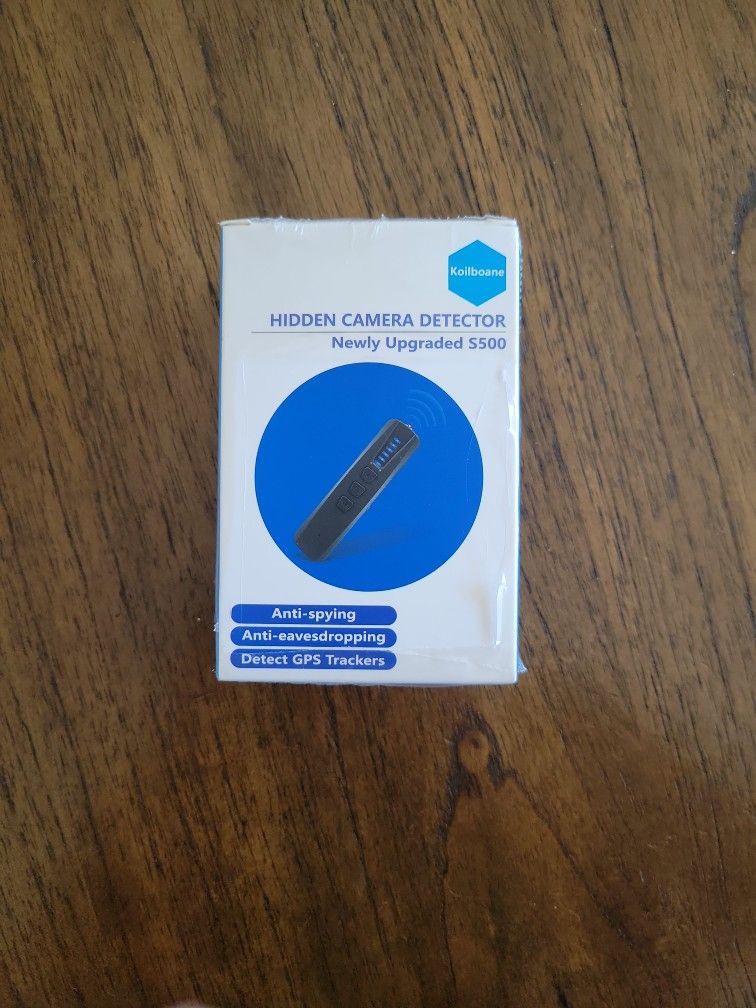 Koilboane
HIDDEN CAMERA DETECTOR
Newly Upgraded S500
Anti-spying
Anti-eavesdropping
Detect GPS Trackers